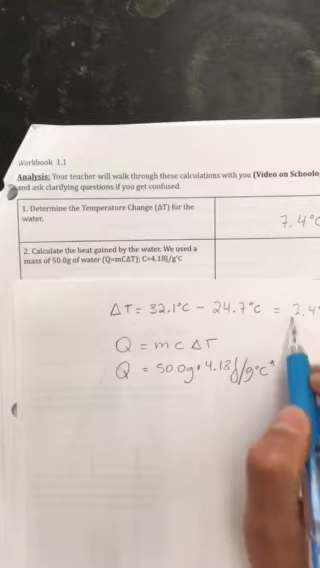 Workbook 1.1
Analysis: Your teacher will walk through these calculations with you (Video on Schoolo
and ask clarifying questions if you get confused.
1. Determine the Temperature Change (ΔT) for the
water.
7.4°C
2. Calculate the heat gained by the water. We used a
mass of 50.0g of water (Q=mCΔT); C=4.18J/g°C
ΔT = 32.1°C - 24.7°C = 7.4°
Q = m C ΔT
Q = 50.0g • 4.18J/g°C •